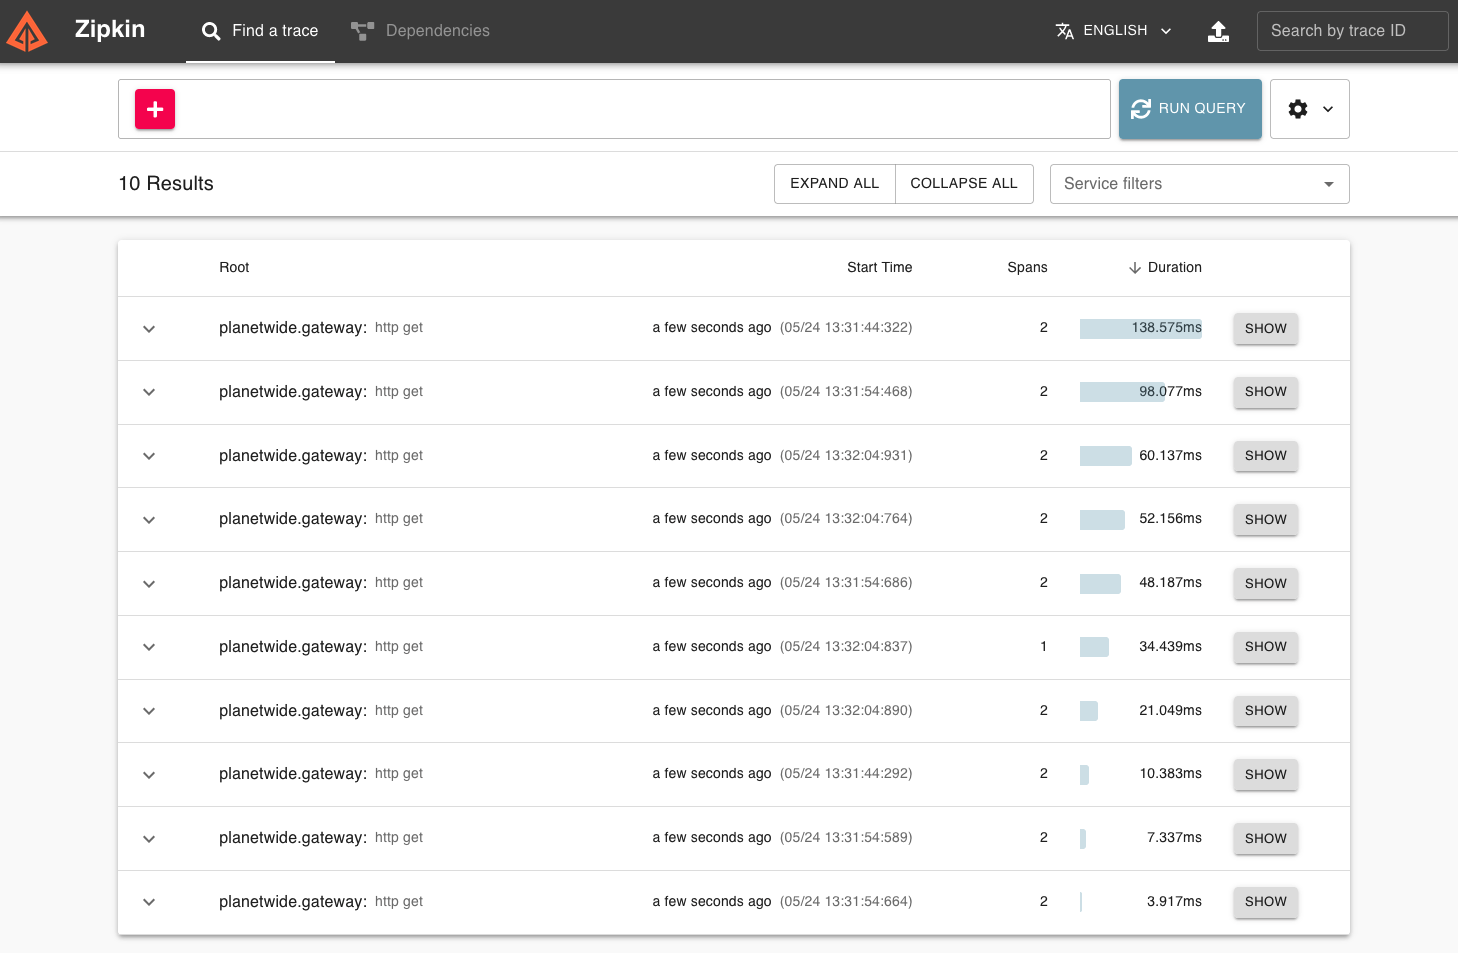 Zipkin Find a trace Dependencies ENGLISH Search by trace ID
RUN QUERY
10 Results EXPAND ALL COLLAPSE ALL Service filters
Root Start Time Spans Duration
planetwide.gateway: http get a few seconds ago (05/24 13:31:44:322) 2 138.575ms SHOW
planetwide.gateway: http get a few seconds ago (05/24 13:31:54:468) 2 98.077ms SHOW
planetwide.gateway: http get a few seconds ago (05/24 13:32:04:931) 2 60.137ms SHOW
planetwide.gateway: http get a few seconds ago (05/24 13:32:04:764) 2 52.156ms SHOW
planetwide.gateway: http get a few seconds ago (05/24 13:31:54:686) 2 48.187ms SHOW
planetwide.gateway: http get a few seconds ago (05/24 13:32:04:837) 1 34.439ms SHOW
planetwide.gateway: http get a few seconds ago (05/24 13:32:04:890) 2 21.049ms SHOW
planetwide.gateway: http get a few seconds ago (05/24 13:31:44:292) 2 10.383ms SHOW
planetwide.gateway: http get a few seconds ago (05/24 13:31:54:589) 2 7.337ms SHOW
planetwide.gateway: http get a few seconds ago (05/24 13:31:54:664) 2 3.917ms SHOW